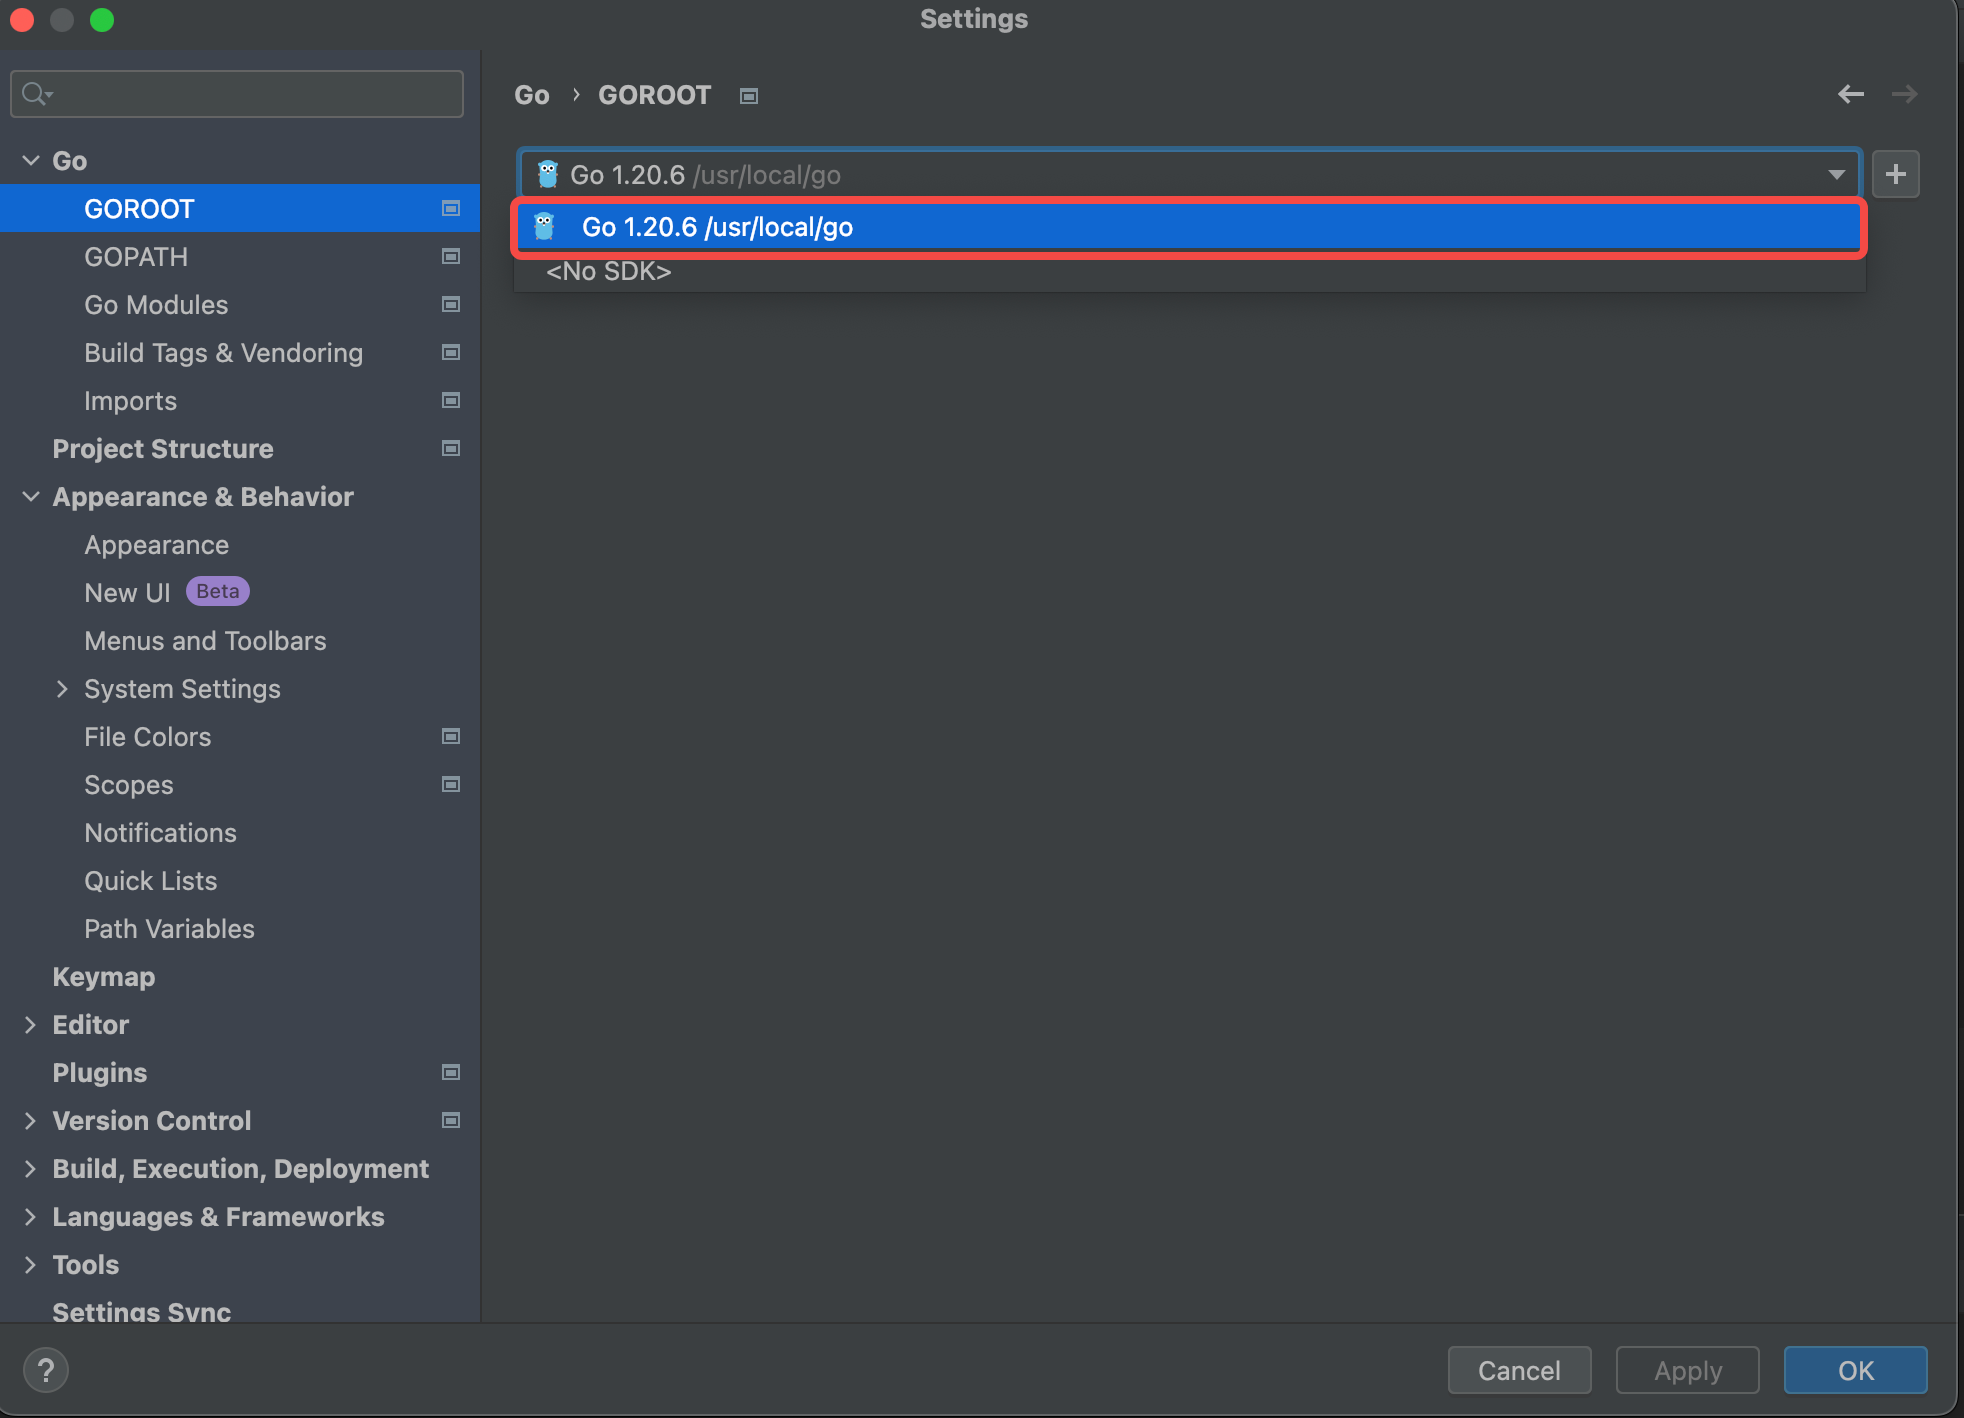 Settings
Go
GOROOT
GOPATH
Go Modules
Build Tags & Vendoring
Imports
Project Structure
Appearance & Behavior
Appearance
New UI Beta
Menus and Toolbars
System Settings
File Colors
Scopes
Notifications
Quick Lists
Path Variables
Keymap
Editor
Plugins
Version Control
Build, Execution, Deployment
Languages & Frameworks
Tools
Settings Sync
Go › GOROOT
Go 1.20.6 /usr/local/go
Go 1.20.6 /usr/local/go
<No SDK>
?
Cancel
Apply
OK